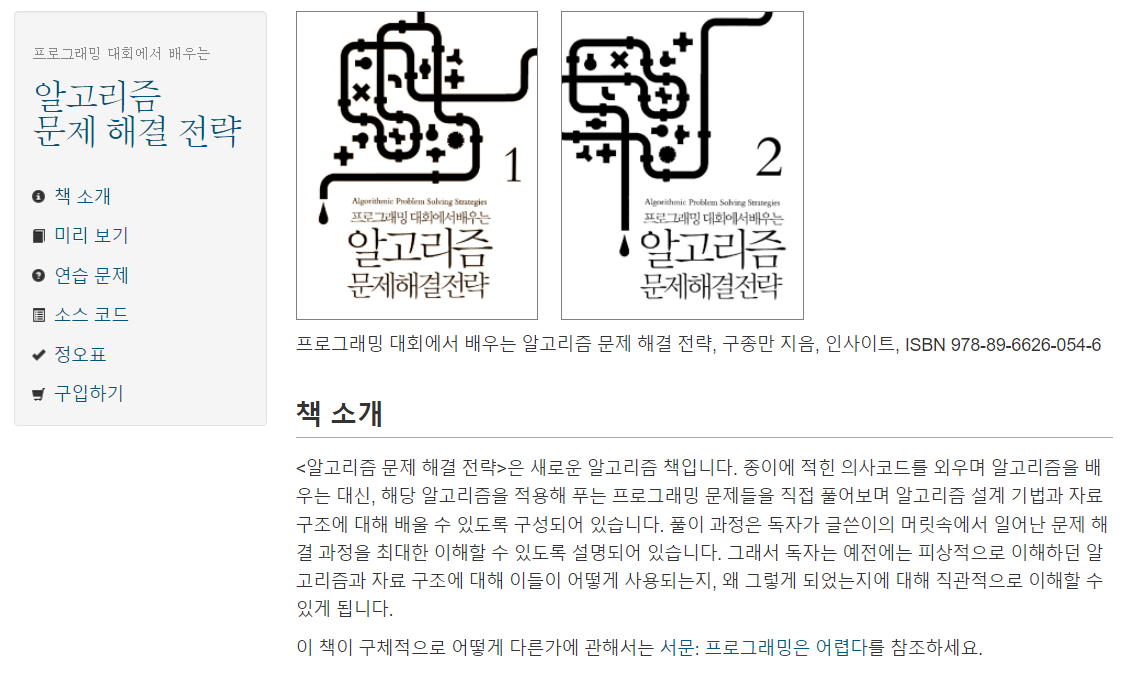 프로그래밍 대회에서 배우는
알고리즘
문제 해결 전략
책 소개
미리 보기
연습 문제
소스 코드
정오표
구입하기
1
Algorithmic Problem Solving Strategies
프로그래밍 대회에서 배우는
알고리즘
문제해결전략
2
Algorithmic Problem Solving Strategies
프로그래밍 대회에서 배우는
알고리즘
문제해결전략
프로그래밍 대회에서 배우는 알고리즘 문제 해결 전략, 구종만 지음, 인사이트, ISBN 978-89-6626-054-6
책 소개
<알고리즘 문제 해결 전략>은 새로운 알고리즘 책입니다. 종이에 적힌 의사코드를 외우며 알고리즘을 배
우는 대신, 해당 알고리즘을 적용해 푸는 프로그래밍 문제들을 직접 풀어보며 알고리즘 설계 기법과 자료
구조에 대해 배울 수 있도록 구성되어 있습니다. 풀이 과정은 독자가 글쓴이의 머릿속에서 일어난 문제 해
결 과정을 최대한 이해할 수 있도록 설명되어 있습니다. 그래서 독자는 예전에는 피상적으로 이해하던 알
고리즘과 자료 구조에 대해 이들이 어떻게 사용되는지, 왜 그렇게 되었는지에 대해 직관적으로 이해할 수
있게 됩니다.
이 책이 구체적으로 어떻게 다른가에 관해서는 서문: 프로그래밍은 어렵다를 참조하세요.